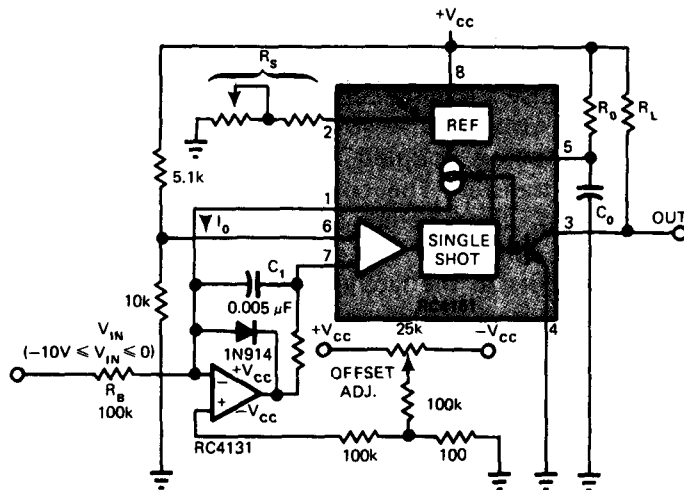 +VCC
RS
8
REF
2
R0
RL
5
5.1k
1
I0
6
7
C0
3
OUT
SINGLE SHOT
C1
0.005 µF
10k
4
VIN
(−10V ≤ VIN ≤ 0)
1N914
+VCC
25k
−VCC
OFFSET
ADJ.
+VCC
−
+
−VCC
RB
100k
100k
RC4131
100k
100